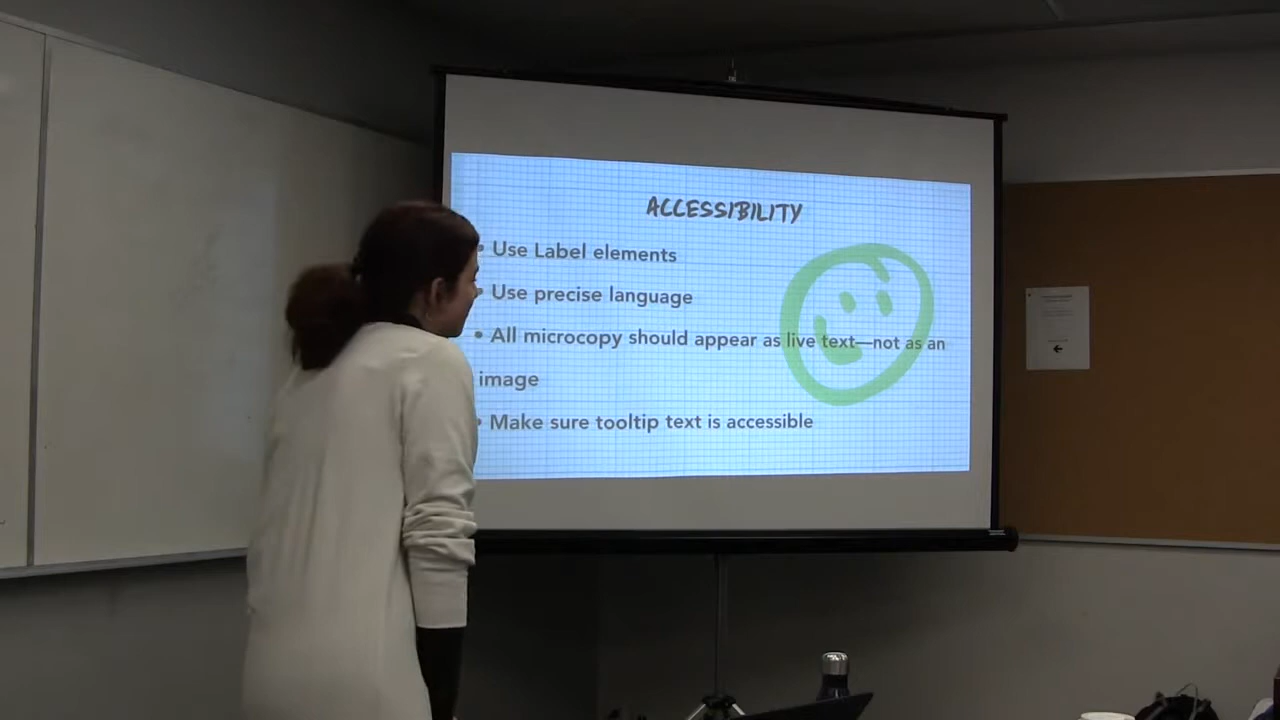 ACCESSIBILITY
• Use Label elements
• Use precise language
• All microcopy should appear as live text—not as an
image
• Make sure tooltip text is accessible